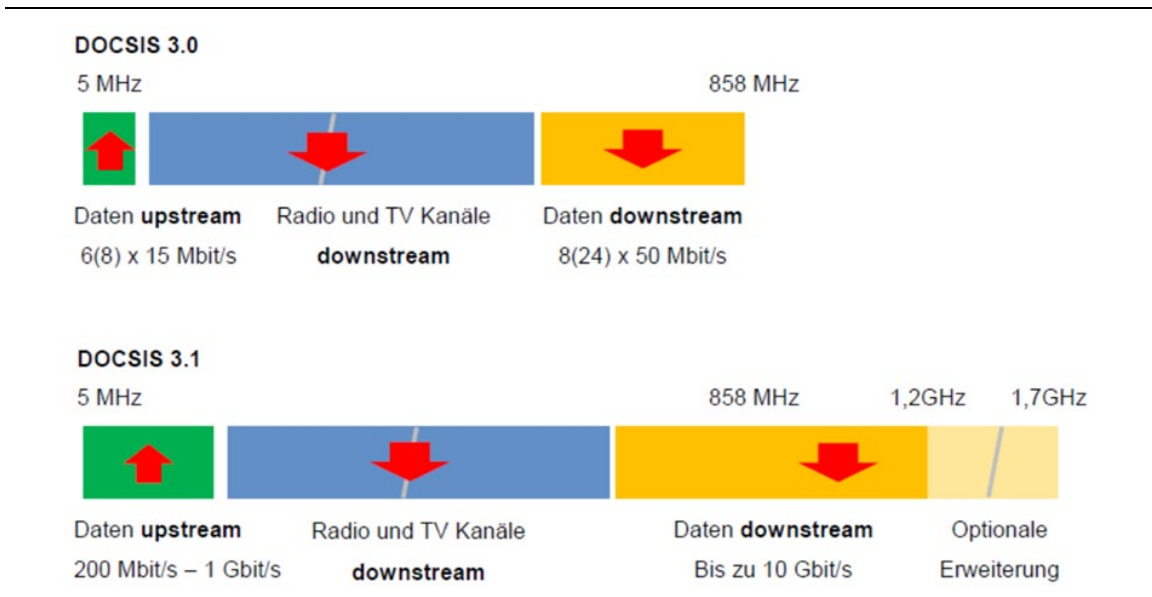 DOCSIS 3.0
5 MHz 858 MHz
Daten upstream Radio und TV Kanäle Daten downstream
6(8) x 15 Mbit/s downstream 8(24) x 50 Mbit/s
DOCSIS 3.1
5 MHz 858 MHz 1,2GHz 1,7GHz
Daten upstream Radio und TV Kanäle Daten downstream Optionale
200 Mbit/s – 1 Gbit/s downstream Bis zu 10 Gbit/s Erweiterung